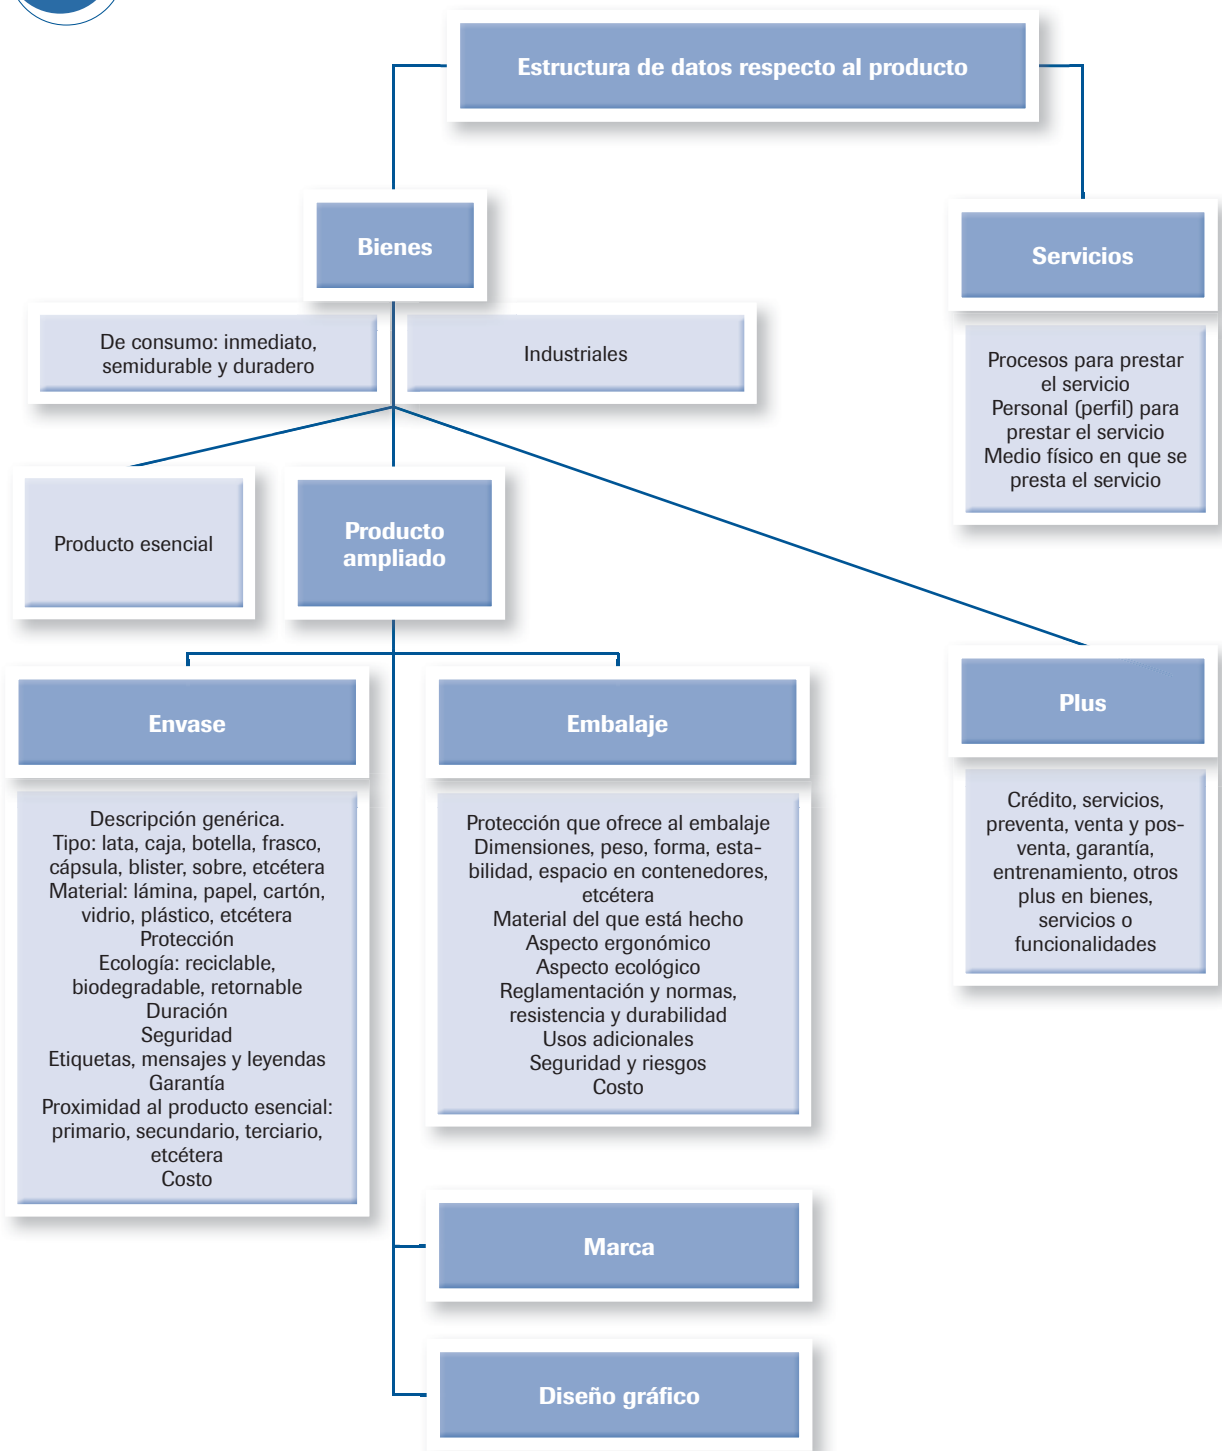 Estructura de datos respecto al producto
Bienes
Servicios
De consumo: inmediato,
semidurable y duradero
Industriales
Procesos para prestar
el servicio
Personal (perfil) para
prestar el servicio
Medio físico en que se
presta el servicio
Producto esencial
Producto
ampliado
Envase
Embalaje
Plus
Descripción genérica.
Tipo: lata, caja, botella, frasco,
cápsula, blister, sobre, etcétera
Material: lámina, papel, cartón,
vidrio, plástico, etcétera
Protección
Ecología: reciclable,
biodegradable, retornable
Duración
Seguridad
Etiquetas, mensajes y leyendas
Garantía
Proximidad al producto esencial:
primario, secundario, terciario,
etcétera
Costo
Protección que ofrece al embalaje
Dimensiones, peso, forma, esta-
bilidad, espacio en contenedores,
etcétera
Material del que está hecho
Aspecto ergonómico
Aspecto ecológico
Reglamentación y normas,
resistencia y durabilidad
Usos adicionales
Seguridad y riesgos
Costo
Crédito, servicios,
preventa, venta y pos-
venta, garantía,
entrenamiento, otros
plus en bienes,
servicios o
funcionalidades
Marca
Diseño gráfico